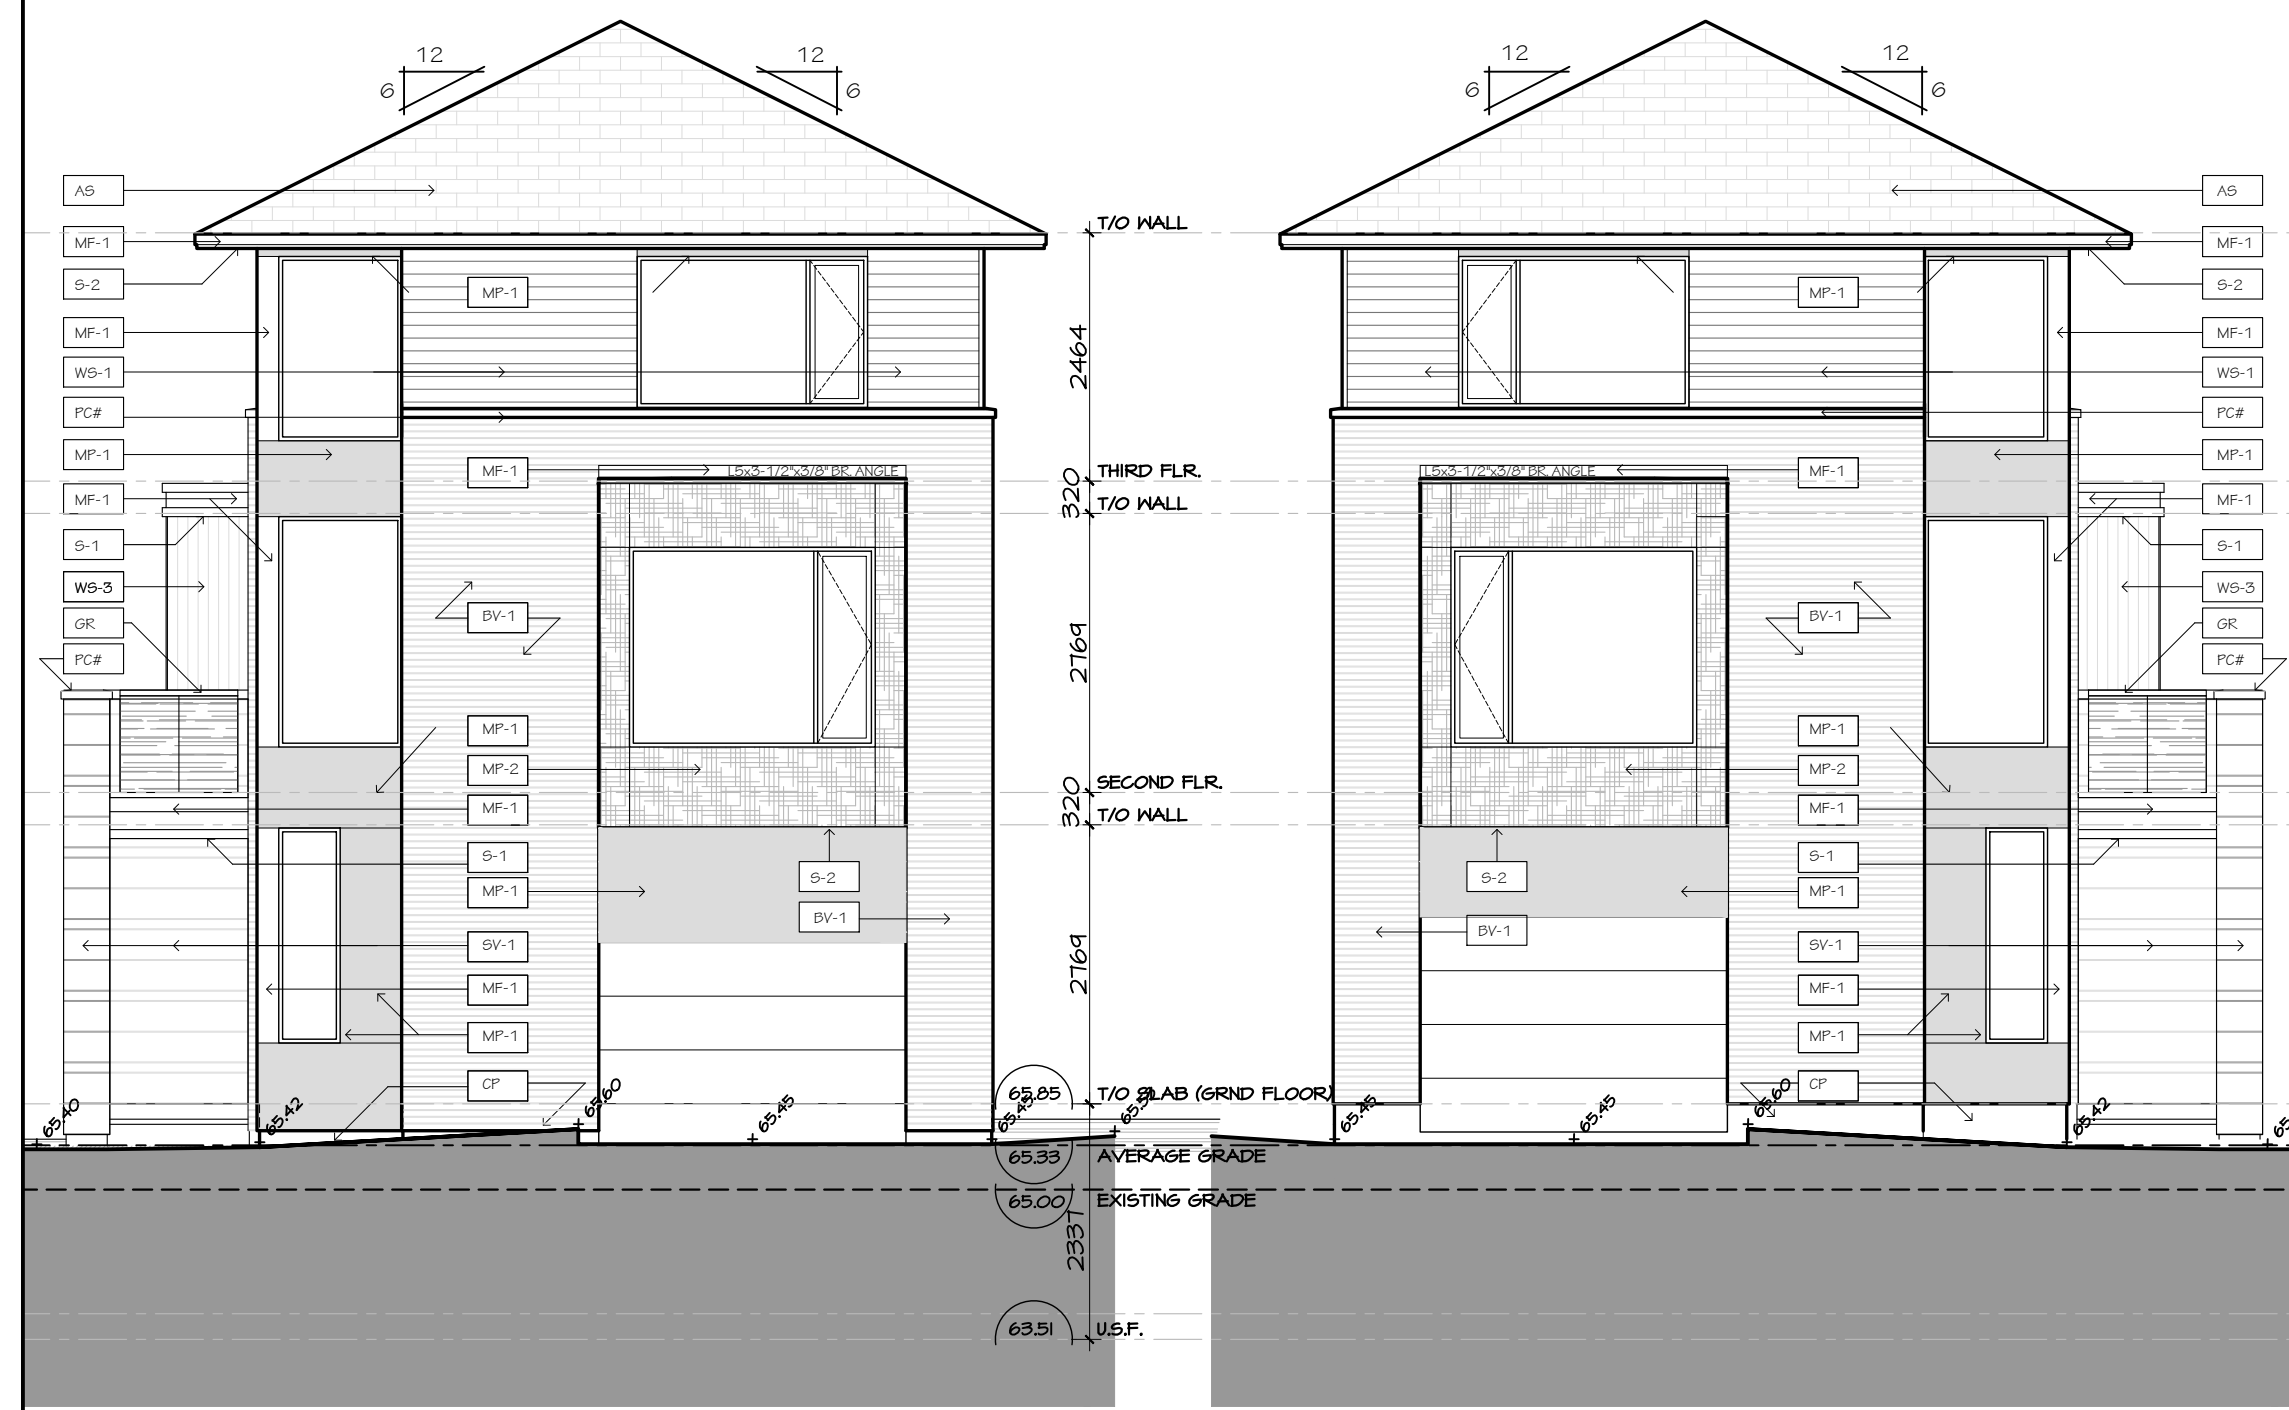 12 12 12 12
6 6 6 6
AS AS
T/O WALL
MF-1 MF-1
S-2 MP-1 MP-1 S-2
MF-1 2464 MF-1
WS-1 WS-1
PC# PC#
MP-1 MP-1
MF-1 L5x3-1/2"x3/8" BR. ANGLE THIRD FLR. L5x3-1/2"x3/8" BR. ANGLE MF-1
MF-1 320 T/O WALL MF-1
S-1 S-1
WS-3 WS-3
GR BV-1 BV-1 GR
PC# 2769 PC#
MP-1 MP-1
MP-2 SECOND FLR. MP-2
MF-1 320 T/O WALL MF-1
S-1 S-1
MP-1 S-2 S-2 MP-1
BV-1 BV-1
SV-1 2769 SV-1
MF-1 MF-1
MP-1 MP-1
CP CP
65.85 T/O SLAB (GRND FLOOR)
65.40 65.42 65.60 65.45 65.45 65.45 65.45 65.60 65.42
65.33 AVERAGE GRADE
65.00 EXISTING GRADE
2337
63.51 U.S.F.